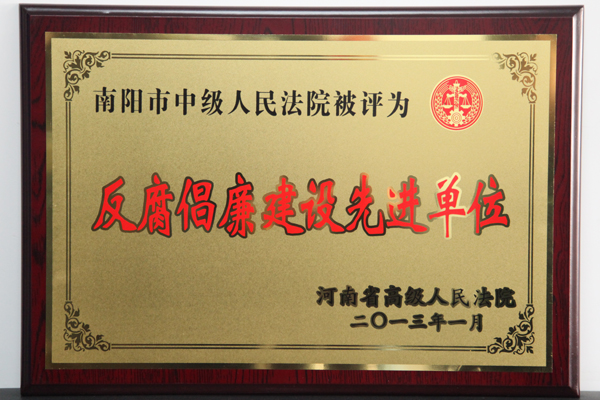 南阳市中级人民法院被评为
反腐倡廉建设先进单位
河南省高级人民法院
二〇一三年一月